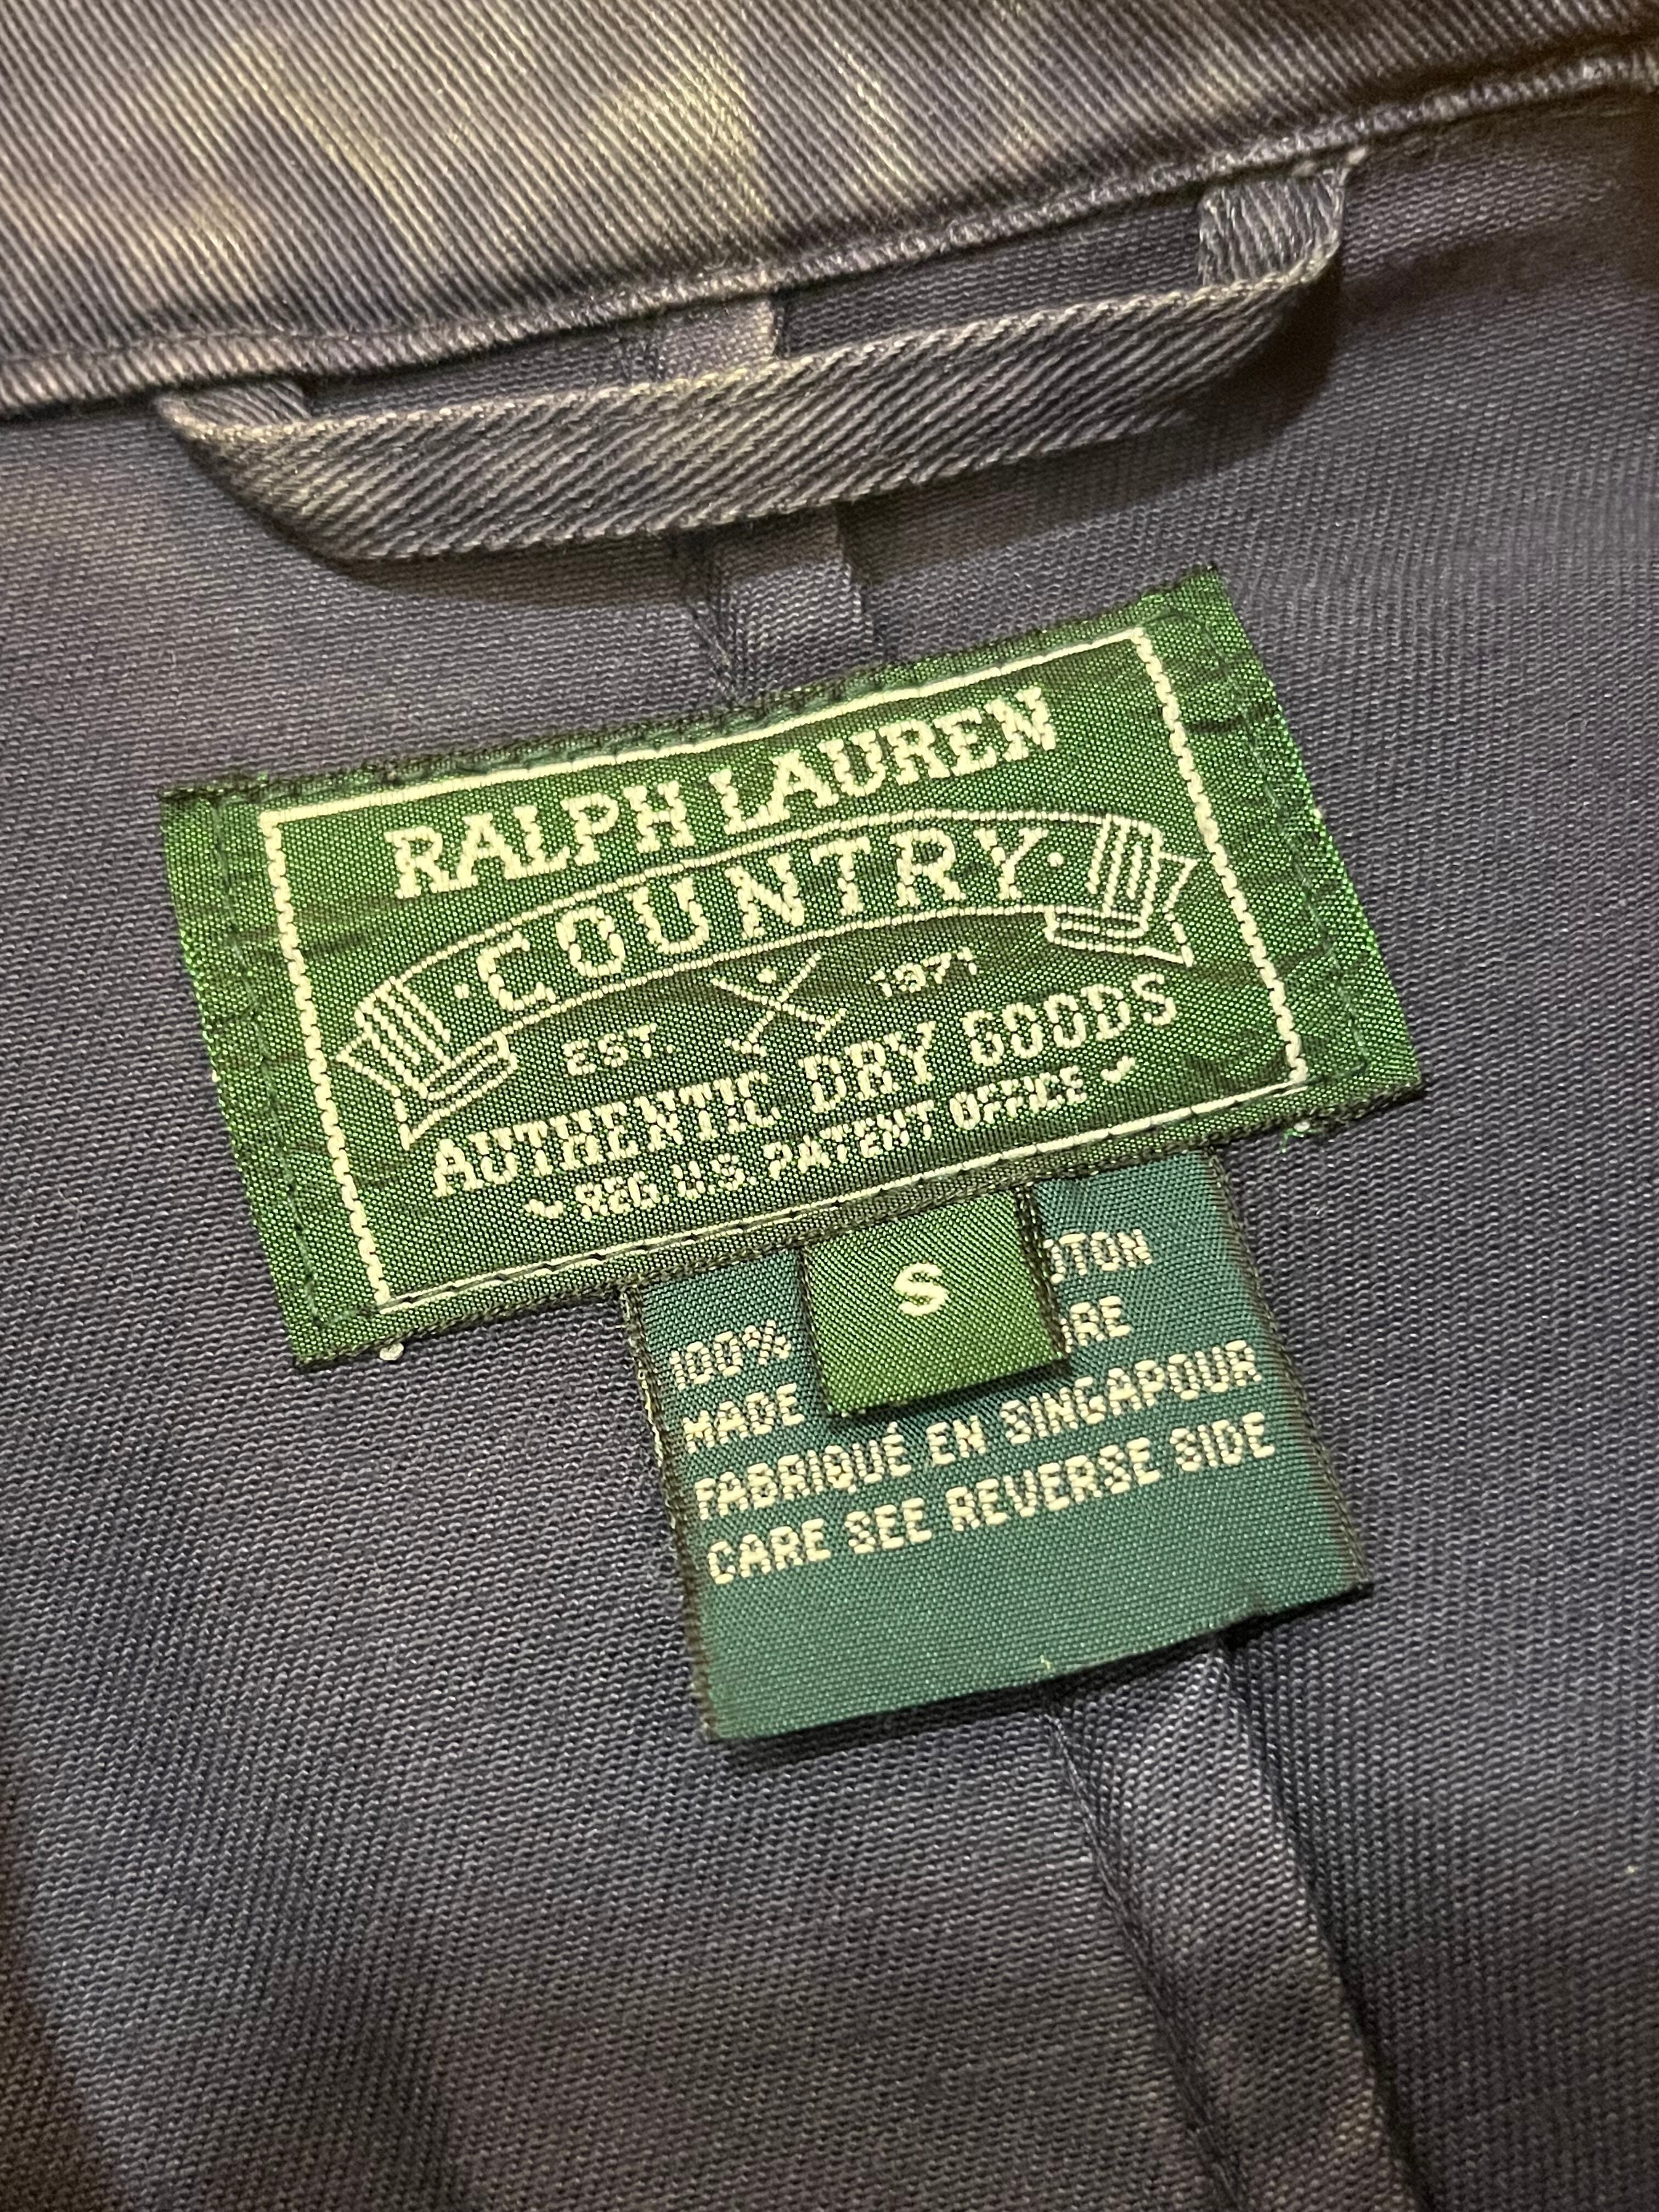 RALPH LAUREN
· COUNTRY ·
EST. 1971
AUTHENTIC DRY GOODS
REG. U.S. PATENT OFFICE
S
100%
MADE
FABRIQUÉ EN SINGAPOUR
CARE SEE REVERSE SIDE